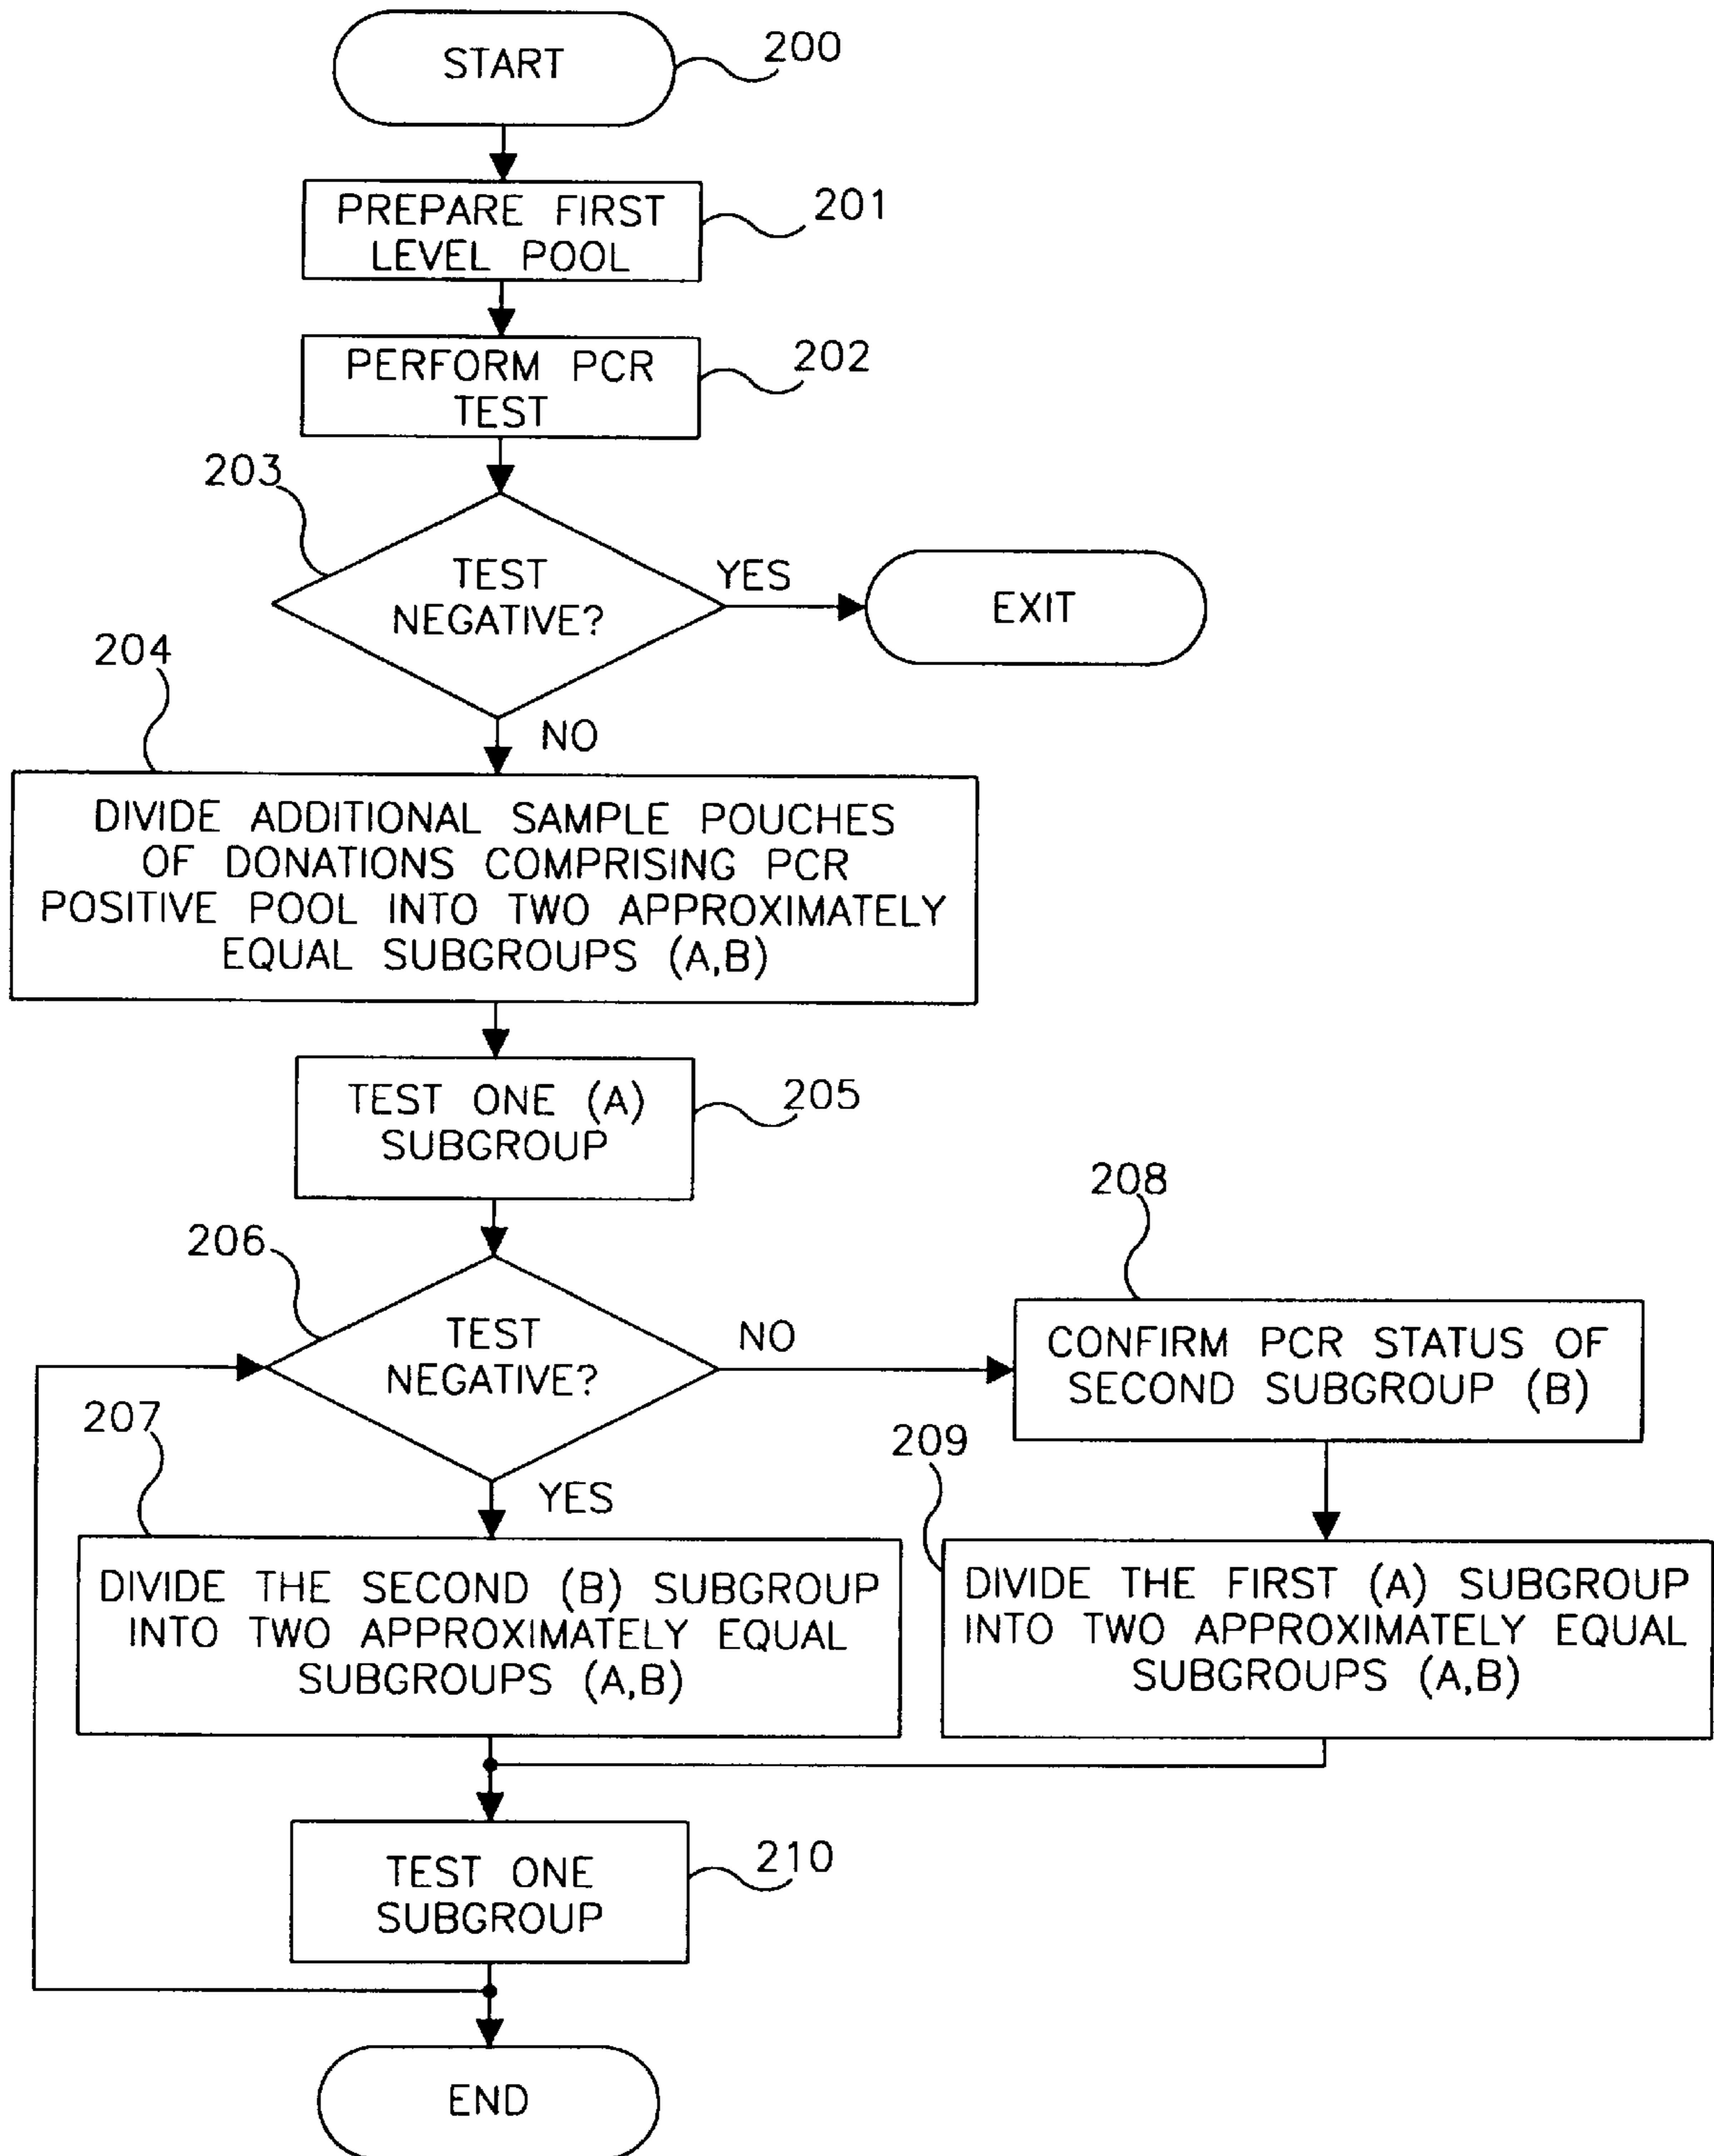 START
200
PREPARE FIRST
LEVEL POOL
201
PERFORM PCR
TEST
202
203
TEST
NEGATIVE?
YES
EXIT
NO
204
DIVIDE ADDITIONAL SAMPLE POUCHES
OF DONATIONS COMPRISING PCR
POSITIVE POOL INTO TWO APPROXIMATELY
EQUAL SUBGROUPS (A,B)
TEST ONE (A)
SUBGROUP
205
206
TEST
NEGATIVE?
NO
208
CONFIRM PCR STATUS OF
SECOND SUBGROUP (B)
YES
207
DIVIDE THE SECOND (B) SUBGROUP
INTO TWO APPROXIMATELY EQUAL
SUBGROUPS (A,B)
209
DIVIDE THE FIRST (A) SUBGROUP
INTO TWO APPROXIMATELY EQUAL
SUBGROUPS (A,B)
TEST ONE
SUBGROUP
210
END